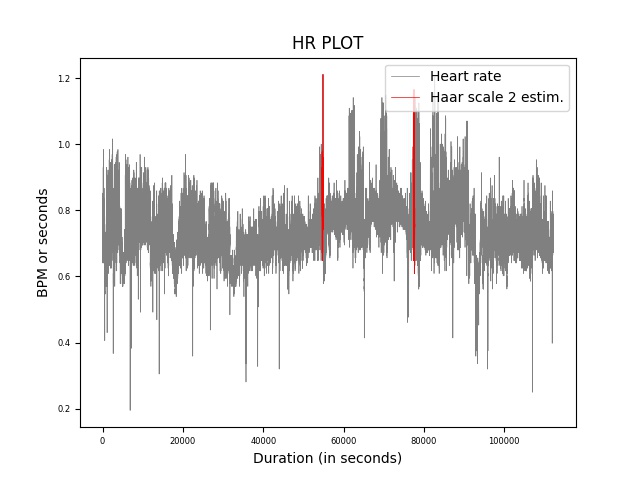 HR PLOT
Heart rate
Haar scale 2 estim.
BPM or seconds
1.2
1.0
0.8
0.6
0.4
0.2
0 20000 40000 60000 80000 100000
Duration (in seconds)